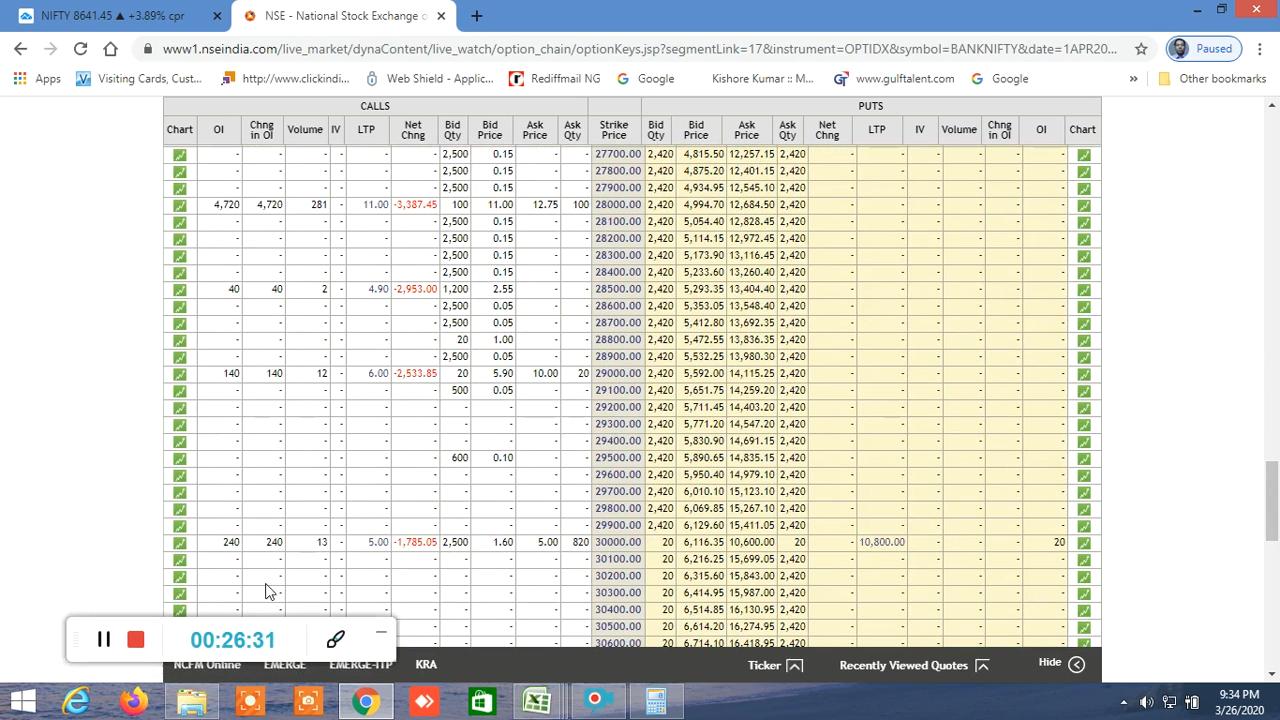 NIFTY 8641.45 ▲ +3.89% cpr
NSE - National Stock Exchange o
www1.nseindia.com/live_market/dynaContent/live_watch/option_chain/optionKeys.jsp?segmentLink=17&instrument=OPTIDX&symbol=BANKNIFTY&date=1APR20...
Paused
Apps Visiting Cards, Cust... http://www.clickindi... Web Shield - Applic... Rediffmail NG Google Kishore Kumar :: M... www.gulftalent.com Google » Other bookmarks
CALLS PUTS
Chart OI Chng in OI Volume IV LTP Net Chng Bid Qty Bid Price Ask Price Ask Qty Strike Price Bid Qty Bid Price Ask Price Ask Qty Net Chng LTP IV Volume Chng in OI OI Chart
- - - - - - 2,500 0.15 - - 27700.00 2,420 4,815.50 12,257.15 2,420 - - - - - -
- - - - - - 2,500 0.15 - - 27800.00 2,420 4,875.20 12,401.15 2,420 - - - - - -
- - - - - - 2,500 0.15 - - 27900.00 2,420 4,934.95 12,545.10 2,420 - - - - - -
4,720 4,720 281 - 11.00 -3,387.45 100 11.00 12.75 100 28000.00 2,420 4,994.70 12,684.50 2,420 - - - - - -
- - - - - - 2,500 0.15 - - 28100.00 2,420 5,054.40 12,828.45 2,420 - - - - - -
- - - - - - 2,500 0.15 - - 28200.00 2,420 5,114.15 12,972.45 2,420 - - - - - -
- - - - - - 2,500 0.15 - - 28300.00 2,420 5,173.90 13,116.45 2,420 - - - - - -
- - - - - - 2,500 0.15 - - 28400.00 2,420 5,233.60 13,260.40 2,420 - - - - - -
40 40 2 - 4.90 -2,953.00 1,200 2.55 - - 28500.00 2,420 5,293.35 13,404.40 2,420 - - - - - -
- - - - - - 2,500 0.05 - - 28600.00 2,420 5,353.05 13,548.40 2,420 - - - - - -
- - - - - - 2,500 0.05 - - 28700.00 2,420 5,412.80 13,692.35 2,420 - - - - - -
- - - - - - 20 1.00 - - 28800.00 2,420 5,472.55 13,836.35 2,420 - - - - - -
- - - - - - 2,500 0.05 - - 28900.00 2,420 5,532.25 13,980.30 2,420 - - - - - -
140 140 12 - 6.00 -2,533.85 20 5.90 10.00 20 29000.00 2,420 5,592.00 14,115.25 2,420 - - - - - -
- - - - - - 500 0.05 - - 29100.00 2,420 5,651.75 14,259.20 2,420 - - - - - -
- - - - - - - - - - 29200.00 2,420 5,711.45 14,403.20 2,420 - - - - - -
- - - - - - - - - - 29300.00 2,420 5,771.20 14,547.20 2,420 - - - - - -
- - - - - - - - - - 29400.00 2,420 5,830.90 14,691.15 2,420 - - - - - -
- - - - - - 600 0.10 - - 29500.00 2,420 5,890.65 14,835.15 2,420 - - - - - -
- - - - - - - - - - 29600.00 2,420 5,950.40 14,979.10 2,420 - - - - - -
- - - - - - - - - - 29700.00 2,420 6,010.10 15,123.10 2,420 - - - - - -
- - - - - - - - - - 29800.00 2,420 6,069.85 15,267.10 2,420 - - - - - -
- - - - - - - - - - 29900.00 2,420 6,129.60 15,411.05 2,420 - - - - - -
240 240 13 - 5.00 -1,785.05 2,500 1.60 5.00 820 30000.00 20 6,116.35 10,600.00 20 - 10,800.00 - - - 20
- - - - - - - - - - 30100.00 20 6,216.25 15,699.05 2,420 - - - - - -
- - - - - - - - - - 30200.00 20 6,315.60 15,843.00 2,420 - - - - - -
- - - - - - - - - - 30300.00 20 6,414.95 15,987.00 2,420 - - - - - -
- - - - - - - - - - 30400.00 20 6,514.85 16,130.95 2,420 - - - - - -
- - - - - 30500.00 20 6,614.20 16,274.95 2,420 - - - - - -
- - - - - 30600.00 20 6,714.10 16,418.95 2,420 - - - - - -
00:26:31
NCFM Online EMERGE EMERGE-ITP KRA Ticker Recently Viewed Quotes Hide
9:34 PM
3/26/2020